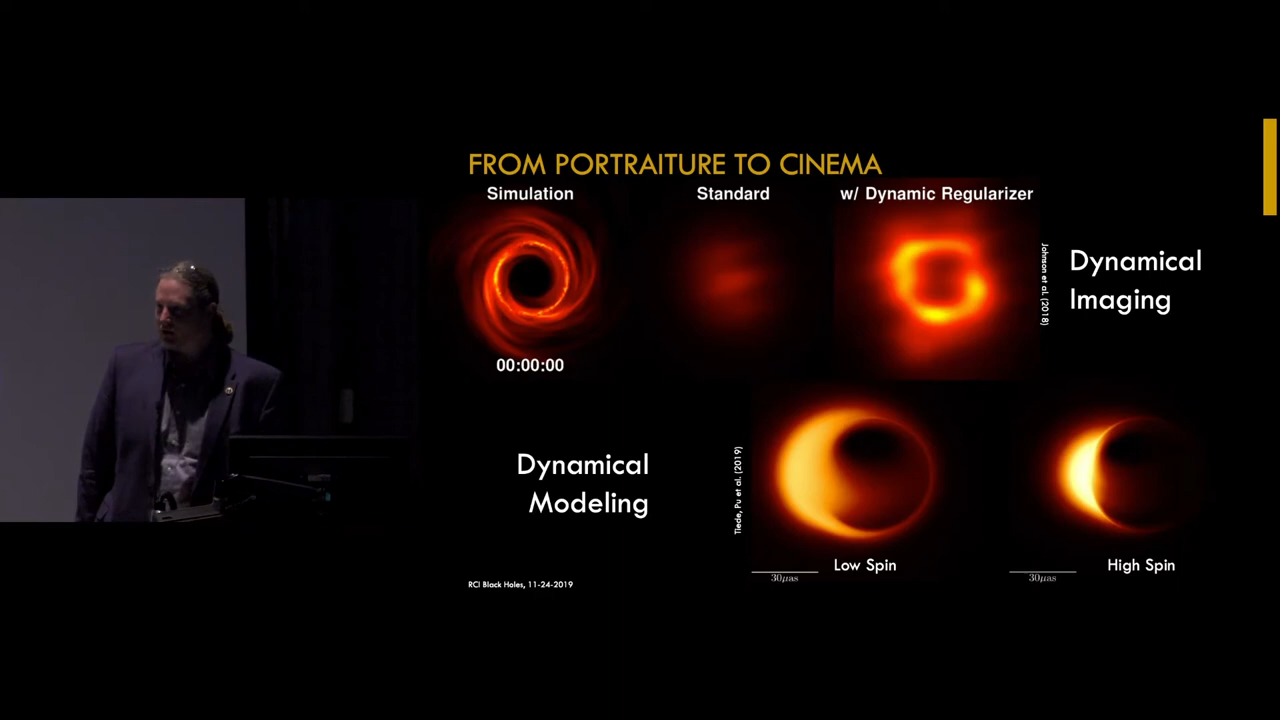 FROM PORTRAITURE TO CINEMA
Simulation
Standard
w/ Dynamic Regularizer
00:00:00
Johnson et al. (2018)
Dynamical
Imaging
Dynamical
Modeling
Tiede, Pu et al. (2019)
Low Spin
30μas
High Spin
30μas
RCI Black Holes, 11-24-2019